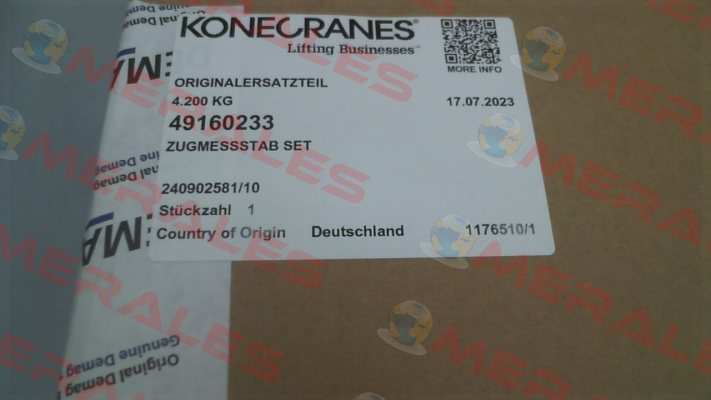 KONECRANES
Lifting Businesses™
MORE INFO
ORIGINALERSATZTEIL
4.200 KG 17.07.2023
49160233
ZUGMESSSTAB SET
240902581/10
Stückzahl 1
Country of Origin Deutschland 1176510/1
Original Demag
Genuine Demag
MERALES
MERALES
MERALES
MERALES